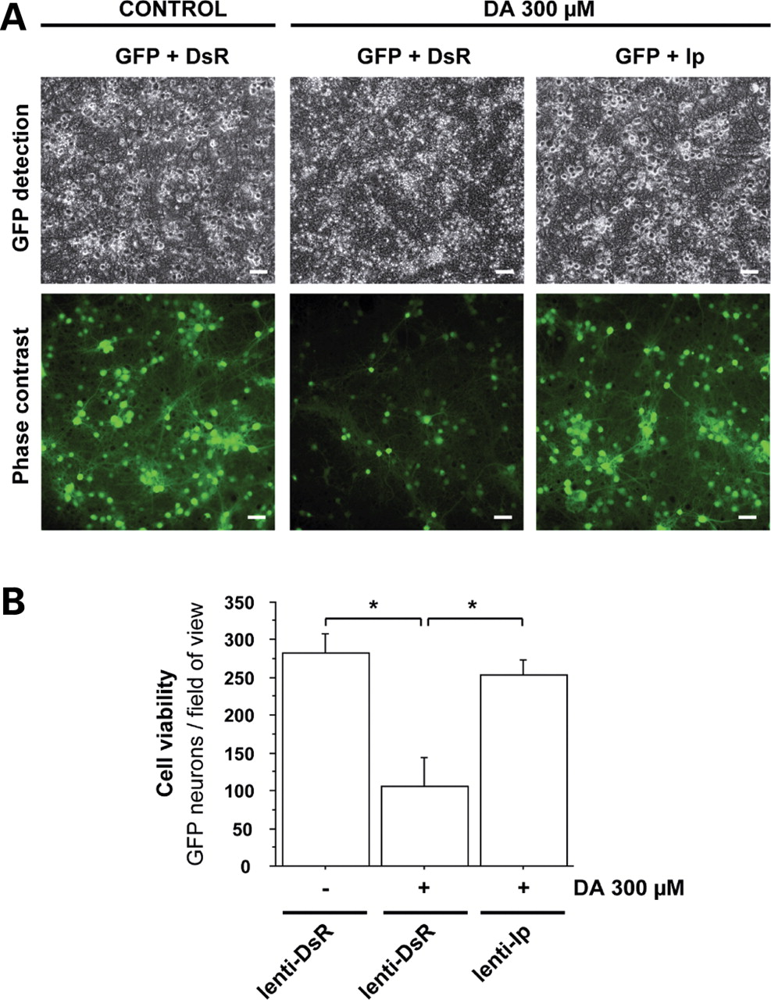 A
CONTROL
DA 300 µM
GFP + DsR
GFP + DsR
GFP + Ip
GFP detection
Phase contrast
B
Cell viability
GFP neurons / field of view
350
300
250
200
150
100
50
0
*
*
- + + DA 300 µM
lenti-DsR
lenti-DsR
lenti-Ip